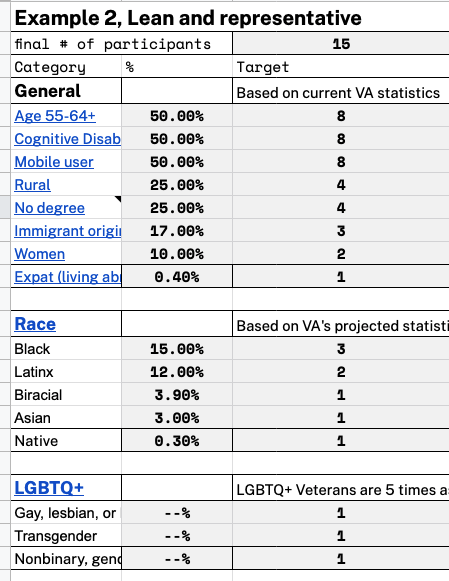 Example 2, Lean and representative
final # of participants 15
Category % Target
General Based on current VA statistics
Age 55-64+ 50.00% 8
Cognitive Disab 50.00% 8
Mobile user 50.00% 8
Rural 25.00% 4
No degree 25.00% 4
Immigrant origi 17.00% 3
Women 10.00% 2
Expat (living ab 0.40% 1
Race Based on VA's projected statisti
Black 15.00% 3
Latinx 12.00% 2
Biracial 3.90% 1
Asian 3.00% 1
Native 0.30% 1
LGBTQ+ LGBTQ+ Veterans are 5 times a
Gay, lesbian, or --% 1
Transgender --% 1
Nonbinary, gend --% 1